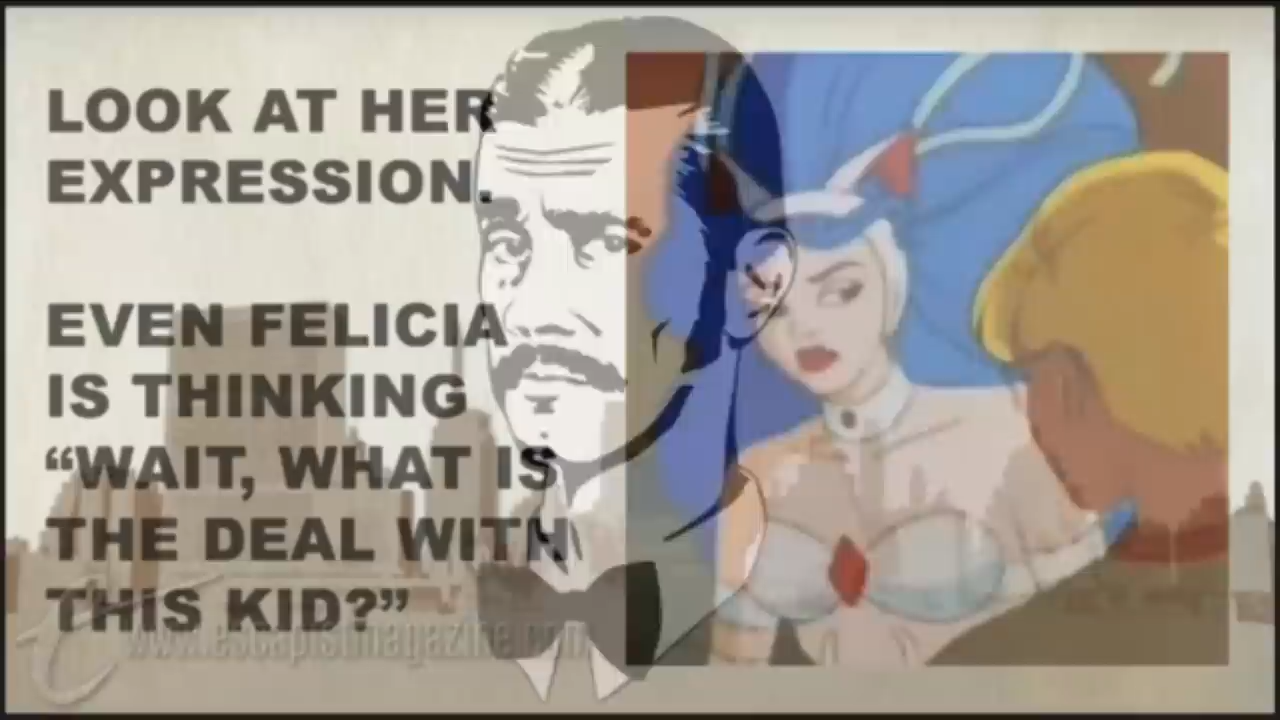 LOOK AT HER
EXPRESSION.
EVEN FELICIA
IS THINKING
“WAIT, WHAT IS
THE DEAL WITH
THIS KID?”
www.escapistmagazine.com